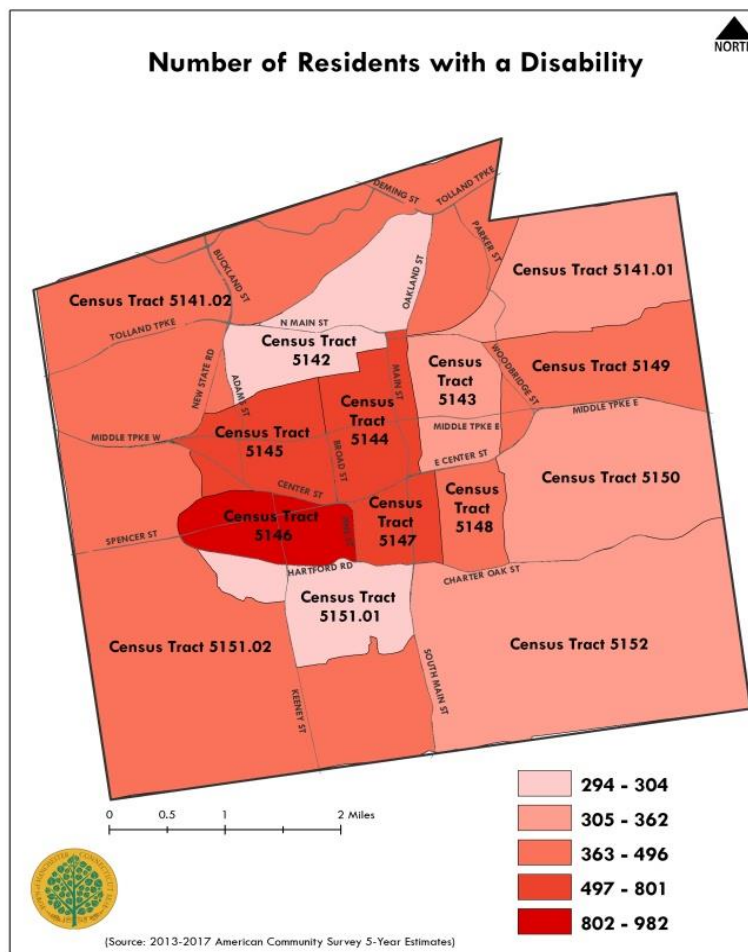 NORTH
Number of Residents with a Disability
DEMING ST
TOLLAND TPKE
PARKER ST
BUCKLAND ST
OAKLAND ST
Census Tract 5141.01
Census Tract 5141.02
TOLLAND TPKE
N MAIN ST
Census Tract
5142
NEW STATE RD
ADAMS ST
MAIN ST
Census
Tract
5143
WOODBRIDGE ST
Census Tract 5149
MIDDLE TPKE E
Census
Tract
5144
MIDDLE TPKE E
MIDDLE TPKE W
Census Tract
5145
BROAD ST
E CENTER ST
CENTER ST
Census Tract 5150
SPENCER ST
Census Tract
5146
Census
Tract
5147
Census
Tract
5148
HARTFORD RD
CHARTER OAK ST
Census Tract
5151.01
Census Tract 5151.02
Census Tract 5152
KEENEY ST
SOUTH MAIN ST
294 - 304
305 - 362
363 - 496
497 - 801
802 - 982
0 0.5 1 2 Miles
(Source: 2013-2017 American Community Survey 5-Year Estimates)